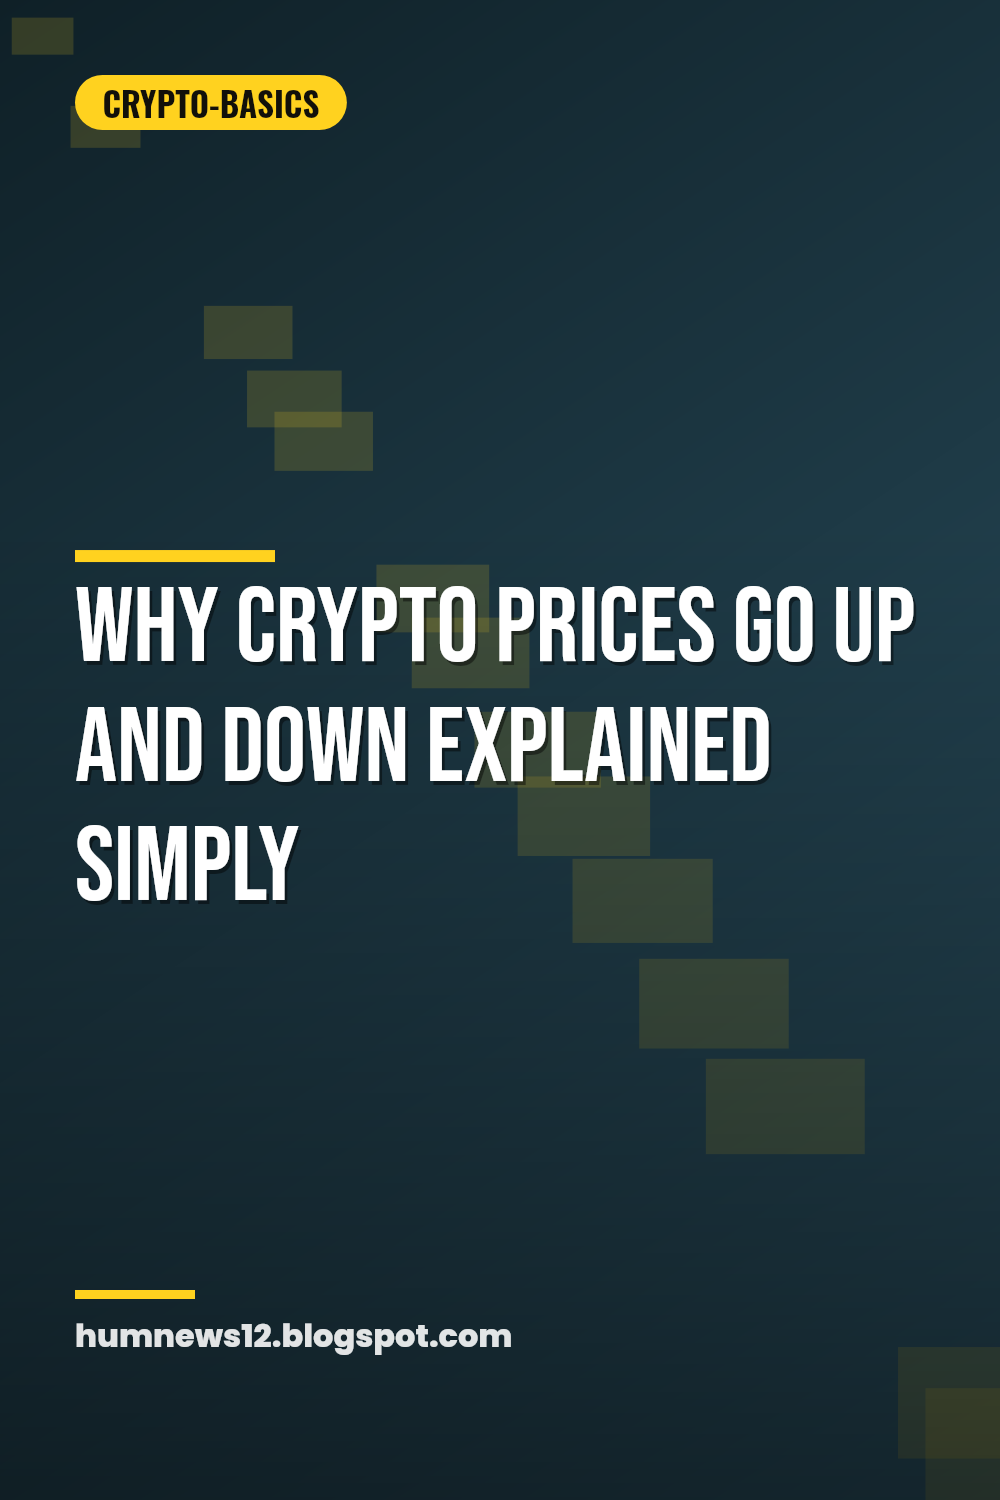 CRYPTO-BASICS
WHY CRYPTO PRICES GO UP
AND DOWN EXPLAINED
SIMPLY
humnews12.blogspot.com